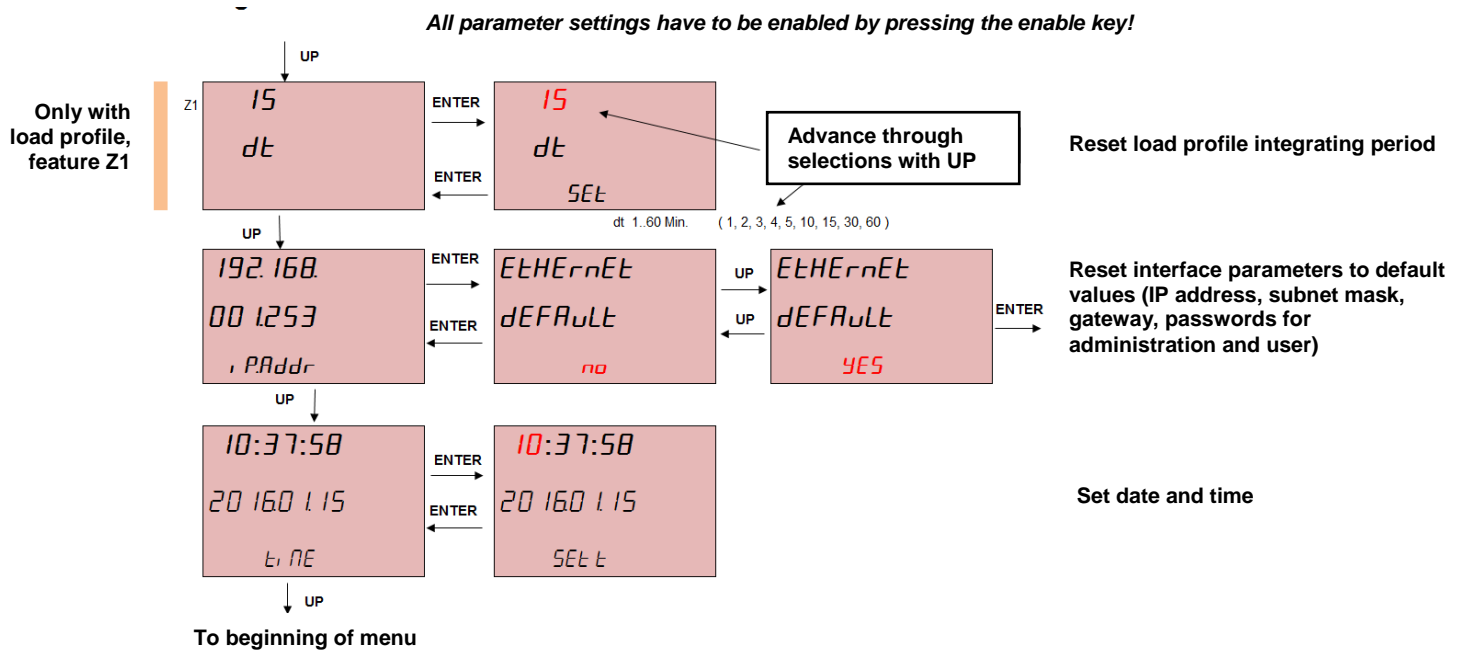 All parameter settings have to be enabled by pressing the enable key!
UP
Only with
load profile,
feature Z1
Z1
15
dt
ENTER
ENTER
15
dt
SEt
Advance through
selections with UP
Reset load profile integrating period
dt 1..60 Min. ( 1, 2, 3, 4, 5, 10, 15, 30, 60 )
UP
192.168.
001.253
iP.Addr
ENTER
ENTER
EtHErnEt
dEFAuLt
no
UP
UP
EtHErnEt
dEFAuLt
YES
ENTER
Reset interface parameters to default
values (IP address, subnet mask,
gateway, passwords for
administration and user)
UP
10:37:58
2016.01.15
tiME
ENTER
ENTER
10:37:58
2016.01.15
SEt t
Set date and time
UP
To beginning of menu